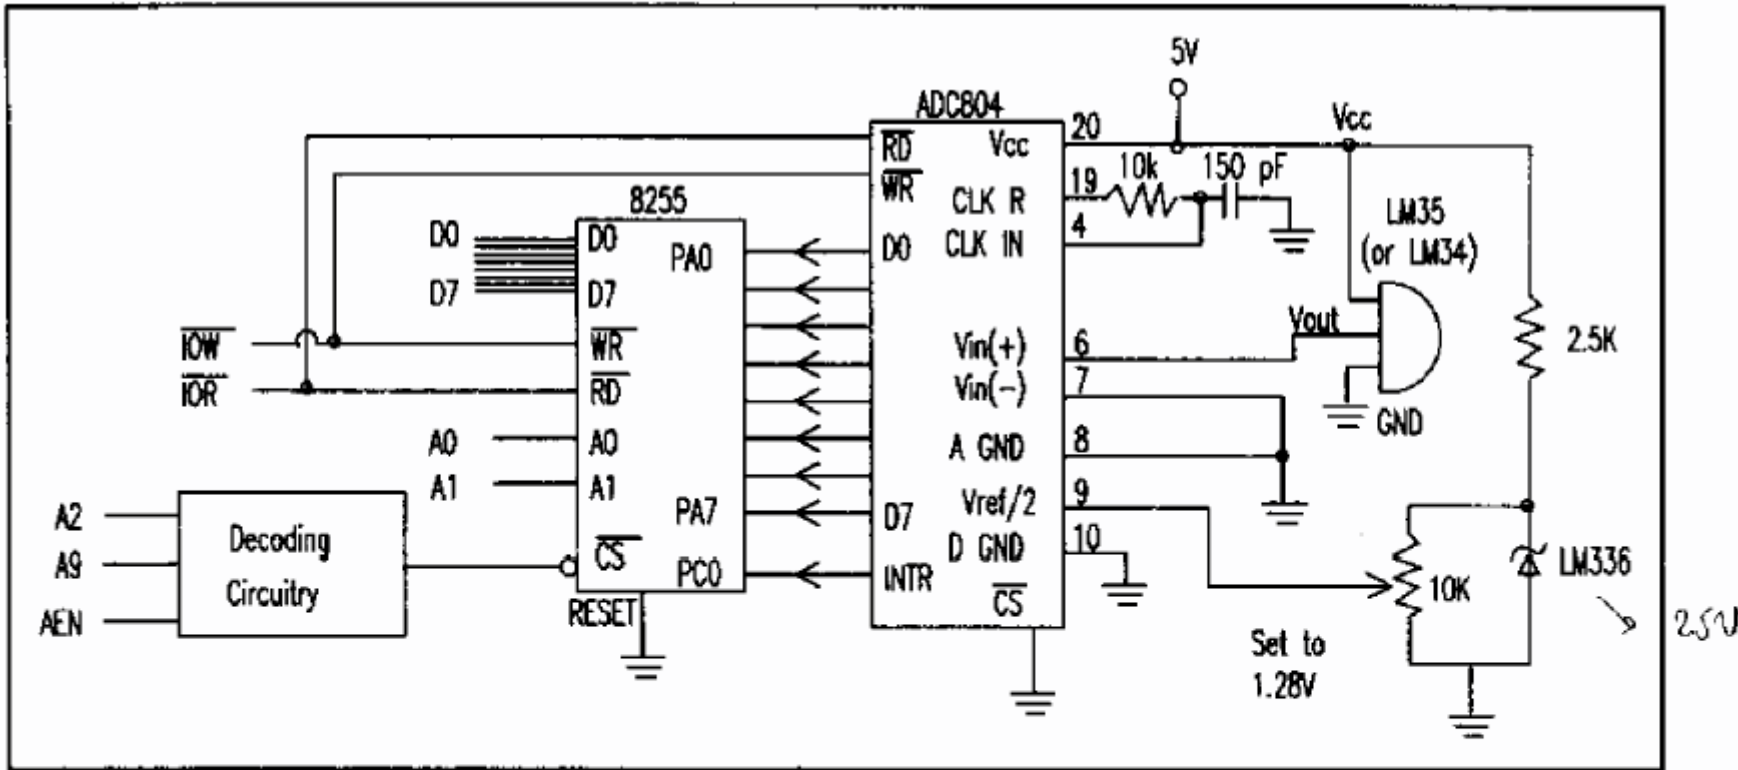 5V
ADC804
Vcc
20
RD
Vcc
WR
19
10k
150 pF
8255
CLK R
4
LM35
D0
D0
PA0
D0
CLK IN
(or LM34)
D7
D7
Vout
IOW
WR
Vin(+)
6
2.5K
IOR
RD
Vin(-)
7
GND
A0
A0
A GND
8
A1
A1
Vref/2
9
A2
Decoding
PA7
D7
D GND
10
A9
Circuitry
CS
PC0
INTR
CS
10K
LM336
AEN
RESET
Set to
1.28V
2.5V